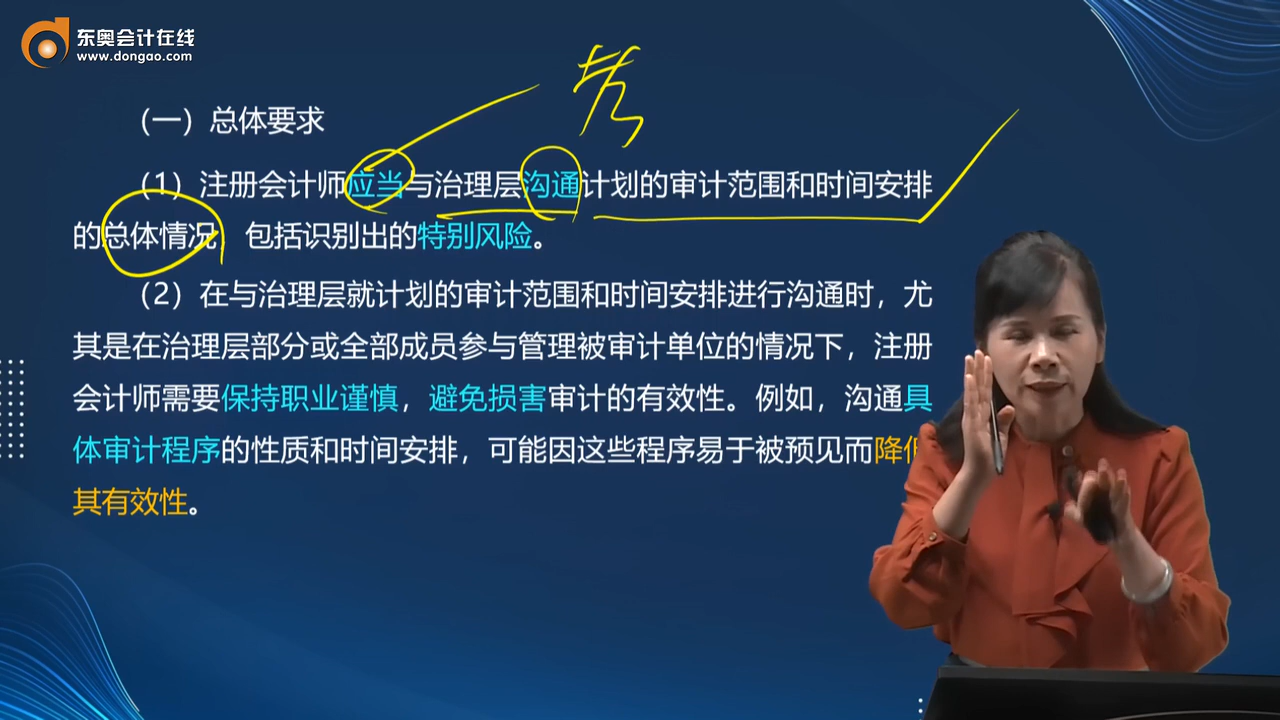 东奥会计在线
www.dongao.com
（一）总体要求
（1）注册会计师应当与治理层沟通计划的审计范围和时间安排
的总体情况，包括识别出的特别风险。
（2）在与治理层就计划的审计范围和时间安排进行沟通时，尤
其是在治理层部分或全部成员参与管理被审计单位的情况下，注册
会计师需要保持职业谨慎，避免损害审计的有效性。例如，沟通具
体审计程序的性质和时间安排，可能因这些程序易于被预见而降低
其有效性。